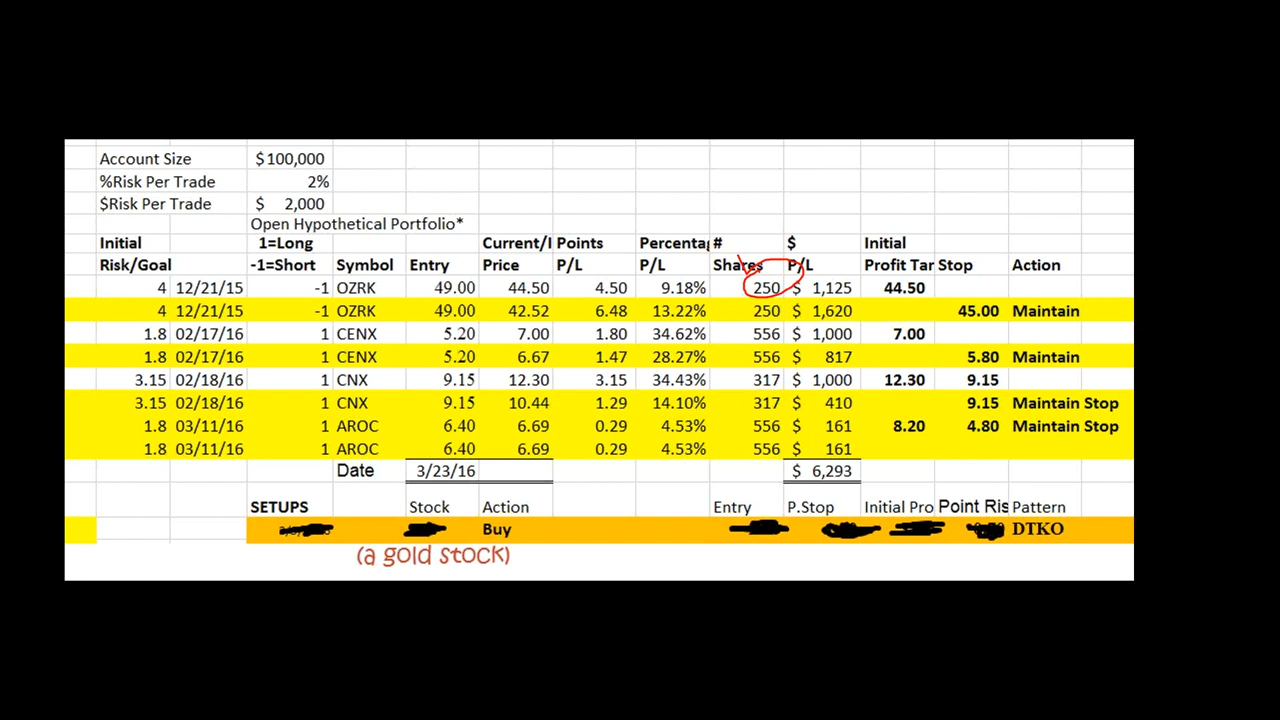 Account Size $100,000
%Risk Per Trade 2%
$Risk Per Trade $ 2,000
Open Hypothetical Portfolio*
Initial 1=Long Current/I Points Percentag # $ Initial
Risk/Goal -1=Short Symbol Entry Price P/L P/L Shares P/L Profit Tar Stop Action
4 12/21/15 -1 OZRK 49.00 44.50 4.50 9.18% 250 $ 1,125 44.50
4 12/21/15 -1 OZRK 49.00 42.52 6.48 13.22% 250 $ 1,620 45.00 Maintain
1.8 02/17/16 1 CENX 5.20 7.00 1.80 34.62% 556 $ 1,000 7.00
1.8 02/17/16 1 CENX 5.20 6.67 1.47 28.27% 556 $ 817 5.80 Maintain
3.15 02/18/16 1 CNX 9.15 12.30 3.15 34.43% 317 $ 1,000 12.30 9.15
3.15 02/18/16 1 CNX 9.15 10.44 1.29 14.10% 317 $ 410 9.15 Maintain Stop
1.8 03/11/16 1 AROC 6.40 6.69 0.29 4.53% 556 $ 161 8.20 4.80 Maintain Stop
1.8 03/11/16 1 AROC 6.40 6.69 0.29 4.53% 556 $ 161
Date 3/23/16 $ 6,293
SETUPS Stock Action Entry P.Stop Initial Pro Point Ris Pattern
Buy DTKO
(a gold stock)